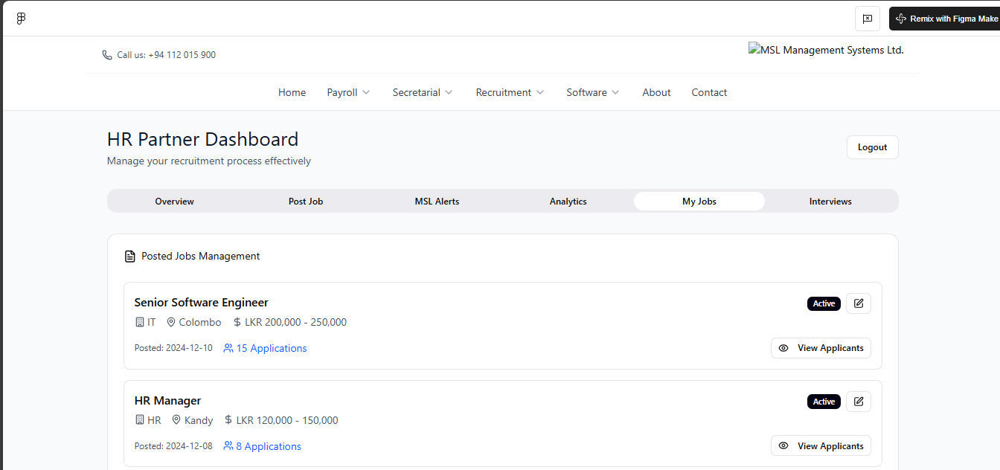 Remix with Figma Make
Call us: +94 112 015 900
MSL Management Systems Ltd.
Home Payroll Secretarial Recruitment Software About Contact
HR Partner Dashboard
Manage your recruitment process effectively
Logout
Overview Post Job MSL Alerts Analytics My Jobs Interviews
Posted Jobs Management
Senior Software Engineer
Active
IT Colombo $ LKR 200,000 - 250,000
Posted: 2024-12-10 15 Applications
View Applicants
HR Manager
Active
HR Kandy $ LKR 120,000 - 150,000
Posted: 2024-12-08 8 Applications
View Applicants